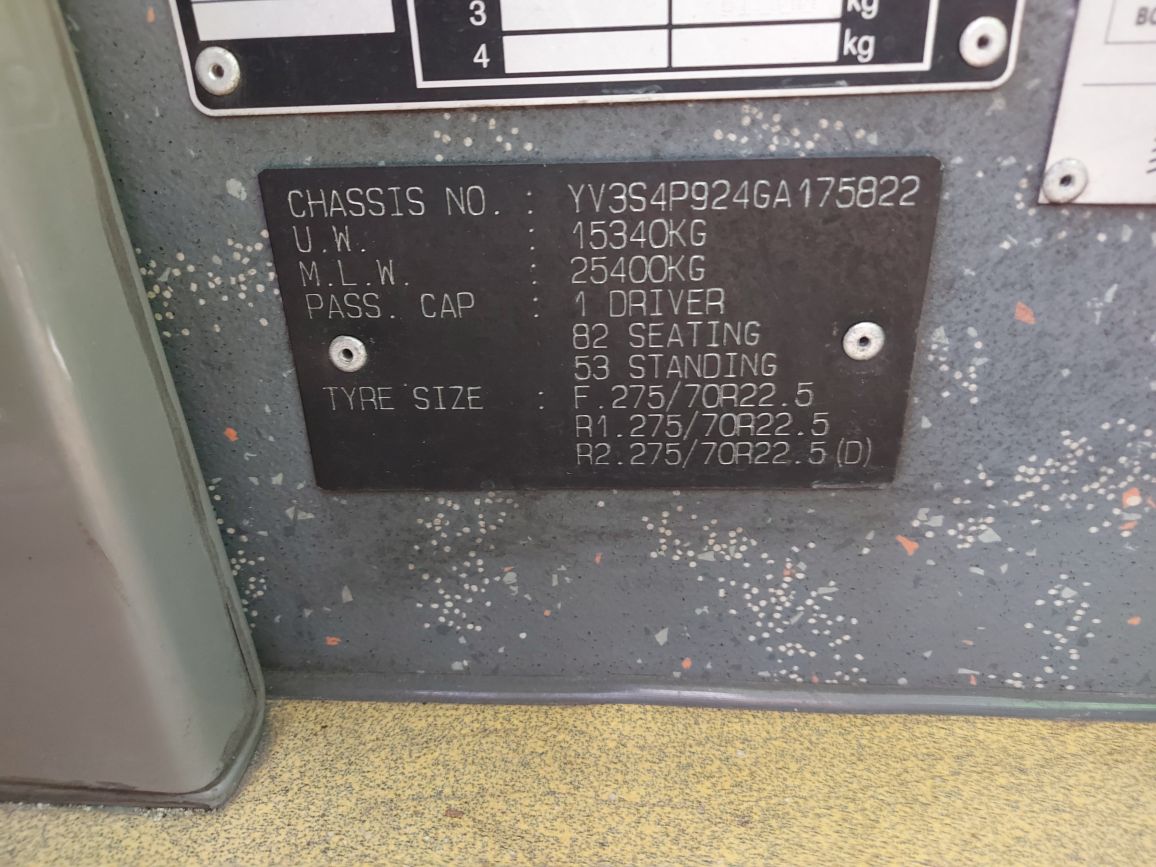 3 kg
4 kg
CHASSIS NO. : YV3S4P924GA175822
U.W. : 15340KG
M.L.W. : 25400KG
PASS. CAP : 1 DRIVER
82 SEATING
53 STANDING
TYRE SIZE : F.275/70R22.5
R1.275/70R22.5
R2.275/70R22.5(D)